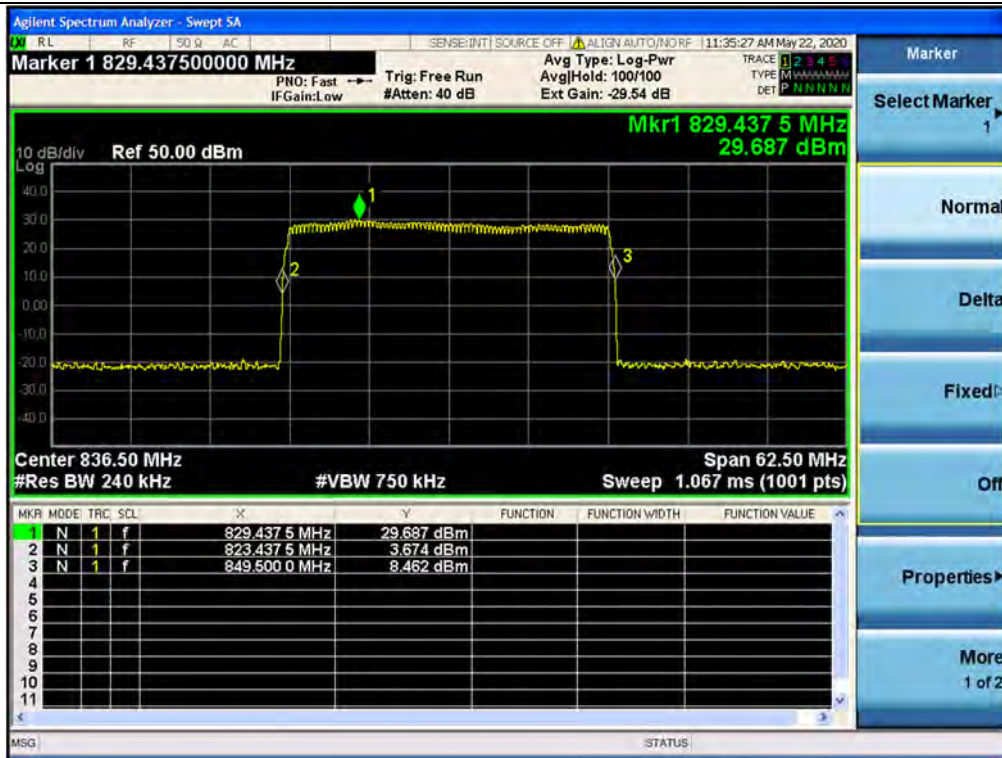 Agilent Spectrum Analyzer - Swept SA
LXI RL RF 50 Ω AC SENSE:INT SOURCE OFF ALIGN AUTO/NO RF 11:35:27 AM May 22, 2020
Marker 1 829.437500000 MHz
PNO: Fast
IFGain:Low
Trig: Free Run
#Atten: 40 dB
Avg Type: Log-Pwr
Avg|Hold: 100/100
Ext Gain: -29.54 dB
TRACE 1 2 3 4 5 6
TYPE M
DET P N N N N N
Mkr1 829.437 5 MHz
29.687 dBm
10 dB/div Ref 50.00 dBm
Log
40.0
30.0
20.0
10.0
0.00
-10.0
-20.0
-30.0
-40.0
1
2
3
Center 836.50 MHz Span 62.50 MHz
#Res BW 240 kHz #VBW 750 kHz Sweep 1.067 ms (1001 pts)
MKR MODE TRC SCL X Y FUNCTION FUNCTION WIDTH FUNCTION VALUE
1 N 1 f 829.437 5 MHz 29.687 dBm
2 N 1 f 823.437 5 MHz 3.674 dBm
3 N 1 f 849.500 0 MHz 8.462 dBm
4
5
6
7
8
9
10
11
MSG STATUS
Marker
Select Marker
1
Normal
Delta
Fixed
Off
Properties
More
1 of 2